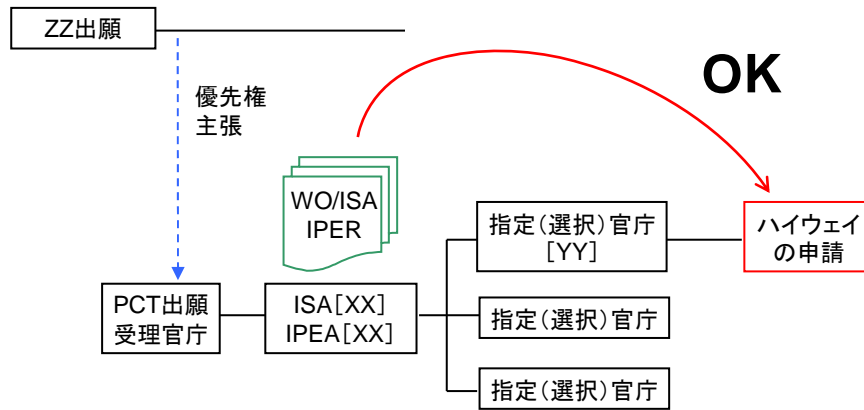 ZZ出願
優先権
主張
OK
WO/ISA
IPER
指定(選択)官庁
[YY]
ハイウェイ
の申請
PCT出願
受理官庁
ISA[XX]
IPEA[XX]
指定(選択)官庁
指定(選択)官庁